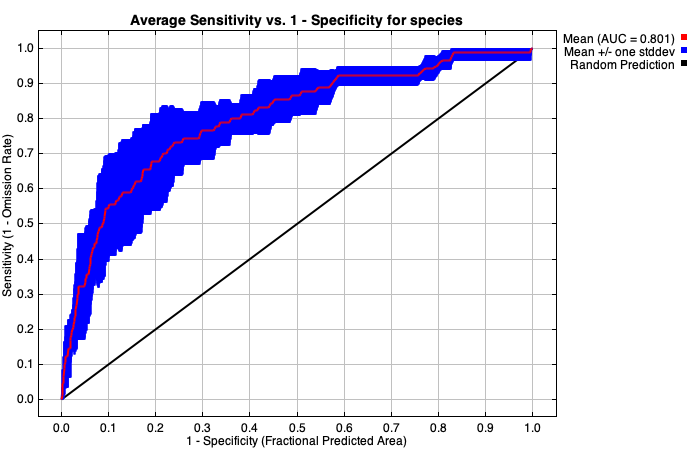 Average Sensitivity vs. 1 - Specificity for species
Mean (AUC = 0.801)
Mean +/- one stddev
Random Prediction
Sensitivity (1 - Omission Rate)
1.0
0.9
0.8
0.7
0.6
0.5
0.4
0.3
0.2
0.1
0.0
0.0 0.1 0.2 0.3 0.4 0.5 0.6 0.7 0.8 0.9 1.0
1 - Specificity (Fractional Predicted Area)